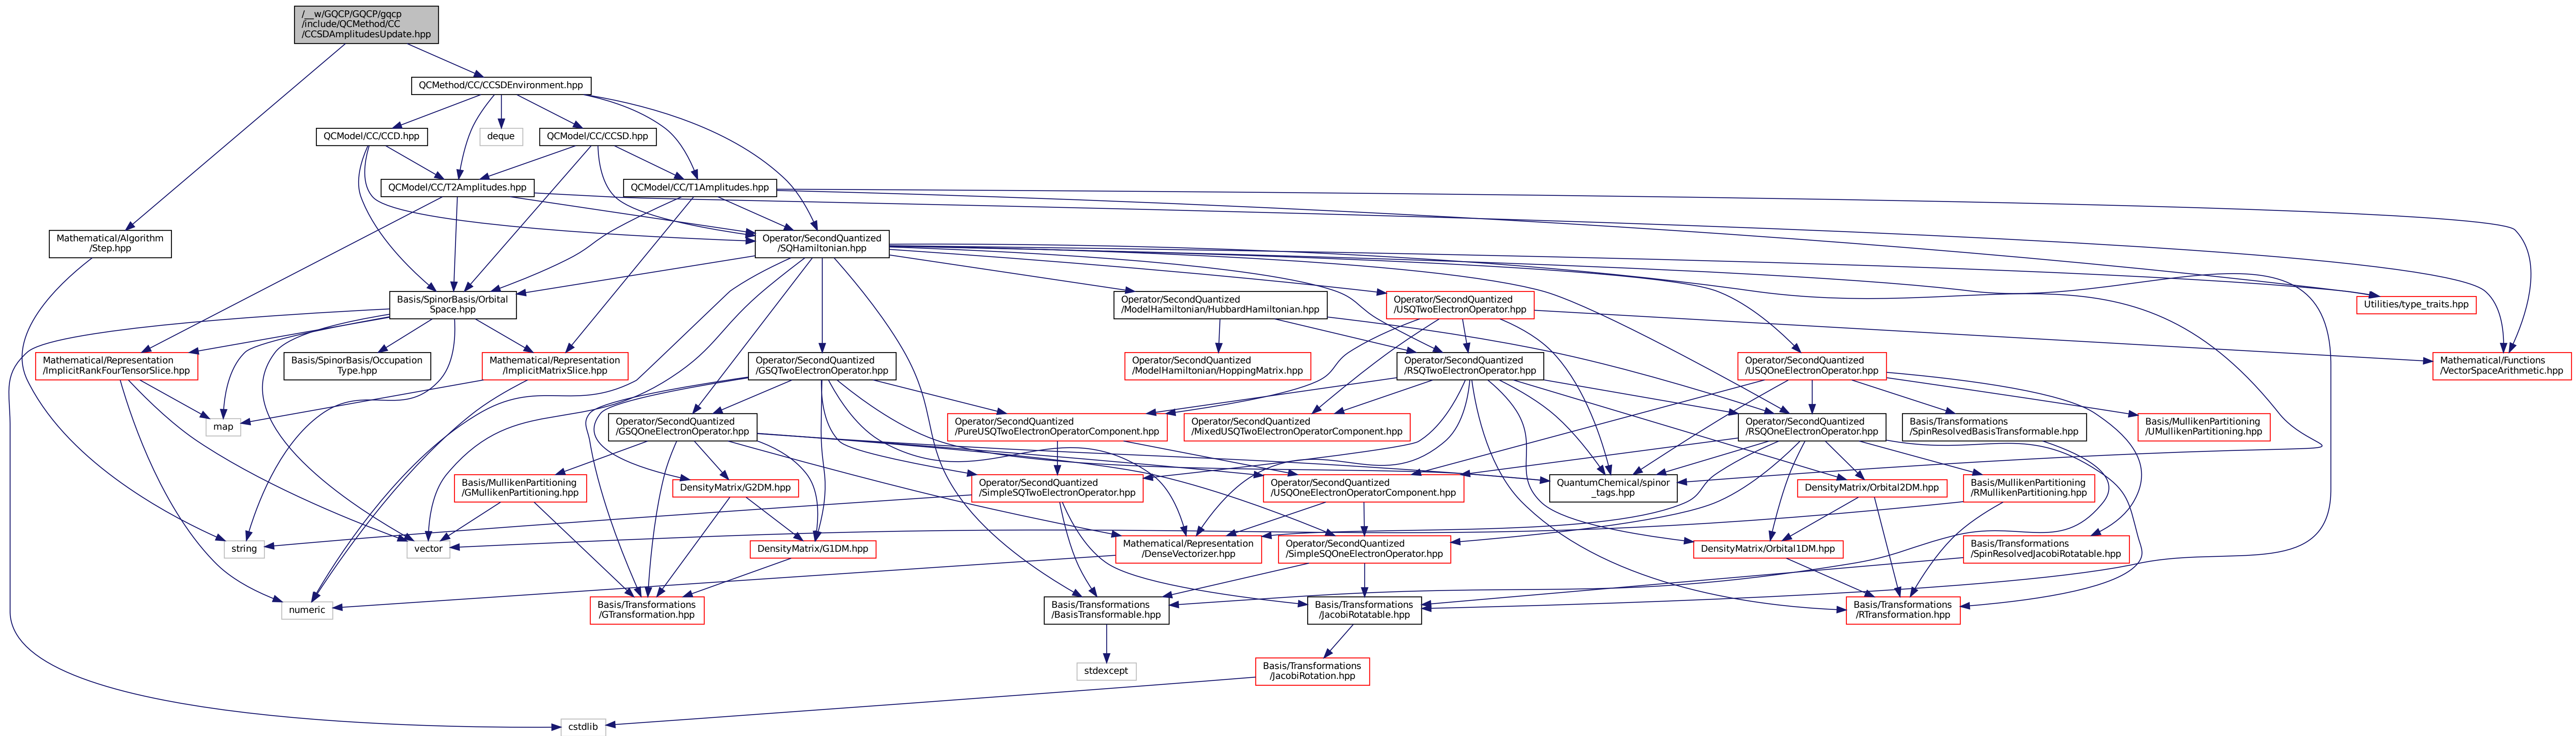 /__w/GQCP/GQCP/gqcp
/include/QCMethod/CC
/CCSDAmplitudesUpdate.hpp
QCMethod/CC/CCSDEnvironment.hpp
QCModel/CC/CCD.hpp
deque
QCModel/CC/CCSD.hpp
QCModel/CC/T2Amplitudes.hpp
QCModel/CC/T1Amplitudes.hpp
Mathematical/Algorithm
/Step.hpp
Operator/SecondQuantized
/SQHamiltonian.hpp
Basis/SpinorBasis/Orbital
Space.hpp
Operator/SecondQuantized
/ModelHamiltonian/HubbardHamiltonian.hpp
Operator/SecondQuantized
/USQTwoElectronOperator.hpp
Utilities/type_traits.hpp
Mathematical/Representation
/ImplicitRankFourTensorSlice.hpp
Basis/SpinorBasis/Occupation
Type.hpp
Mathematical/Representation
/ImplicitMatrixSlice.hpp
Operator/SecondQuantized
/GSQTwoElectronOperator.hpp
Operator/SecondQuantized
/ModelHamiltonian/HoppingMatrix.hpp
Operator/SecondQuantized
/RSQTwoElectronOperator.hpp
Operator/SecondQuantized
/USQOneElectronOperator.hpp
Mathematical/Functions
/VectorSpaceArithmetic.hpp
map
Operator/SecondQuantized
/GSQOneElectronOperator.hpp
Operator/SecondQuantized
/PureUSQTwoElectronOperatorComponent.hpp
Operator/SecondQuantized
/MixedUSQTwoElectronOperatorComponent.hpp
Operator/SecondQuantized
/RSQOneElectronOperator.hpp
Basis/Transformations
/SpinResolvedBasisTransformable.hpp
Basis/MullikenPartitioning
/UMullikenPartitioning.hpp
Basis/MullikenPartitioning
/GMullikenPartitioning.hpp
DensityMatrix/G2DM.hpp
Operator/SecondQuantized
/SimpleSQTwoElectronOperator.hpp
Operator/SecondQuantized
/USQOneElectronOperatorComponent.hpp
QuantumChemical/spinor
_tags.hpp
DensityMatrix/Orbital2DM.hpp
Basis/MullikenPartitioning
/RMullikenPartitioning.hpp
string
vector
DensityMatrix/G1DM.hpp
Mathematical/Representation
/DenseVectorizer.hpp
Operator/SecondQuantized
/SimpleSQOneElectronOperator.hpp
DensityMatrix/Orbital1DM.hpp
Basis/Transformations
/SpinResolvedJacobiRotatable.hpp
numeric
Basis/Transformations
/GTransformation.hpp
Basis/Transformations
/BasisTransformable.hpp
Basis/Transformations
/JacobiRotatable.hpp
Basis/Transformations
/RTransformation.hpp
stdexcept
Basis/Transformations
/JacobiRotation.hpp
cstdlib